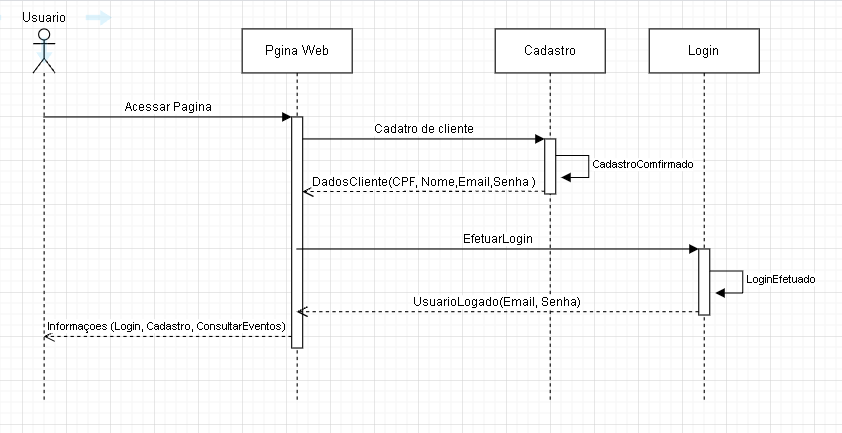 Usuario
Pgina Web
Cadastro
Login
Acessar Pagina
Cadatro de cliente
CadastroComfirmado
DadosCliente(CPF, Nome,Email,Senha )
EfetuarLogin
LoginEfetuado
UsuarioLogado(Email, Senha)
Informaçoes (Login, Cadastro, ConsultarEventos)